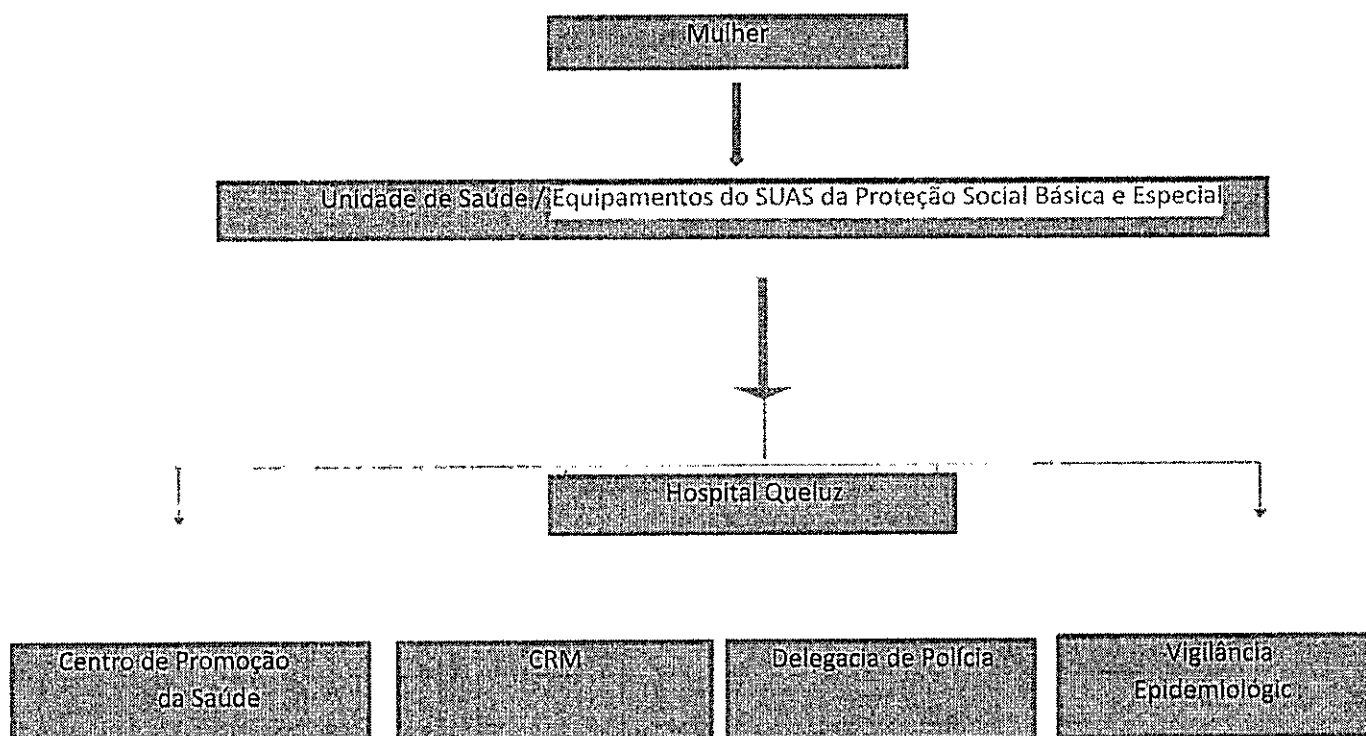 Mulher
Unidade de Saúde / Equipamentos do SUAS da Proteção Social Básica e Especial
Hospital Queluz
Centro de Promoção
da Saúde
CRM
Delegacia de Polícia
Vigilância
Epidemiológic